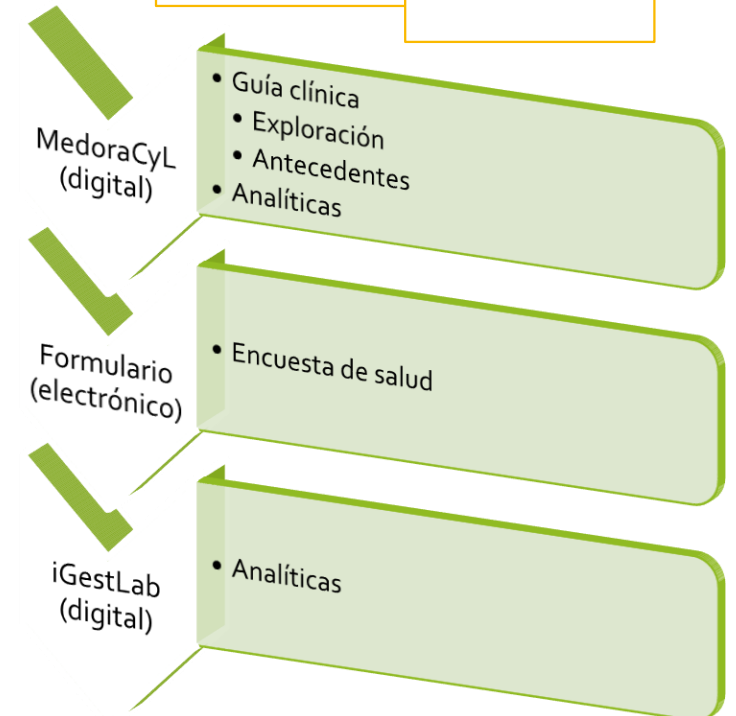 MedoraCyL
(digital)
• Guía clínica
• Exploración
• Antecedentes
• Analíticas
Formulario
(electrónico)
• Encuesta de salud
iGestLab
(digital)
• Analíticas